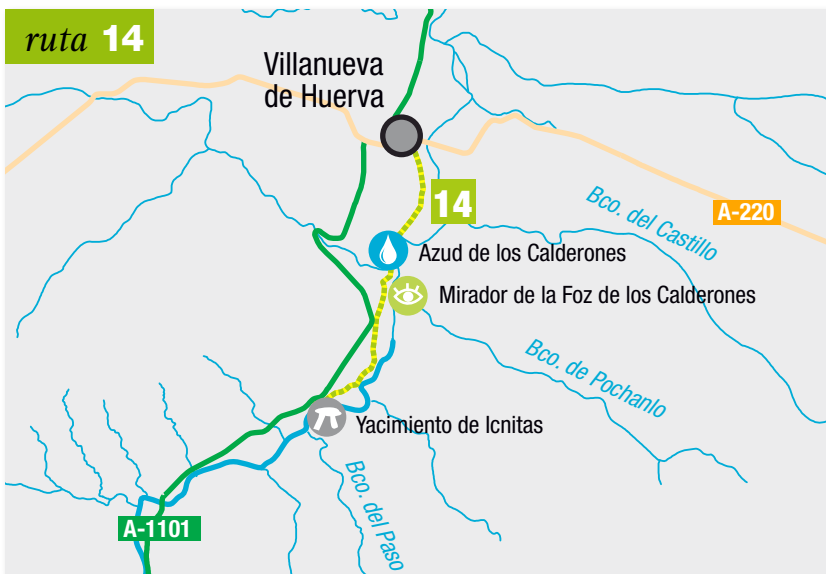 ruta 14
Villanueva
de Huerva
14
Bco. del Castillo
A-220
Azud de los Calderones
Mirador de la Foz de los Calderones
Bco. de Pochanlo
Yacimiento de Icnitas
Bco. del Paso
A-1101